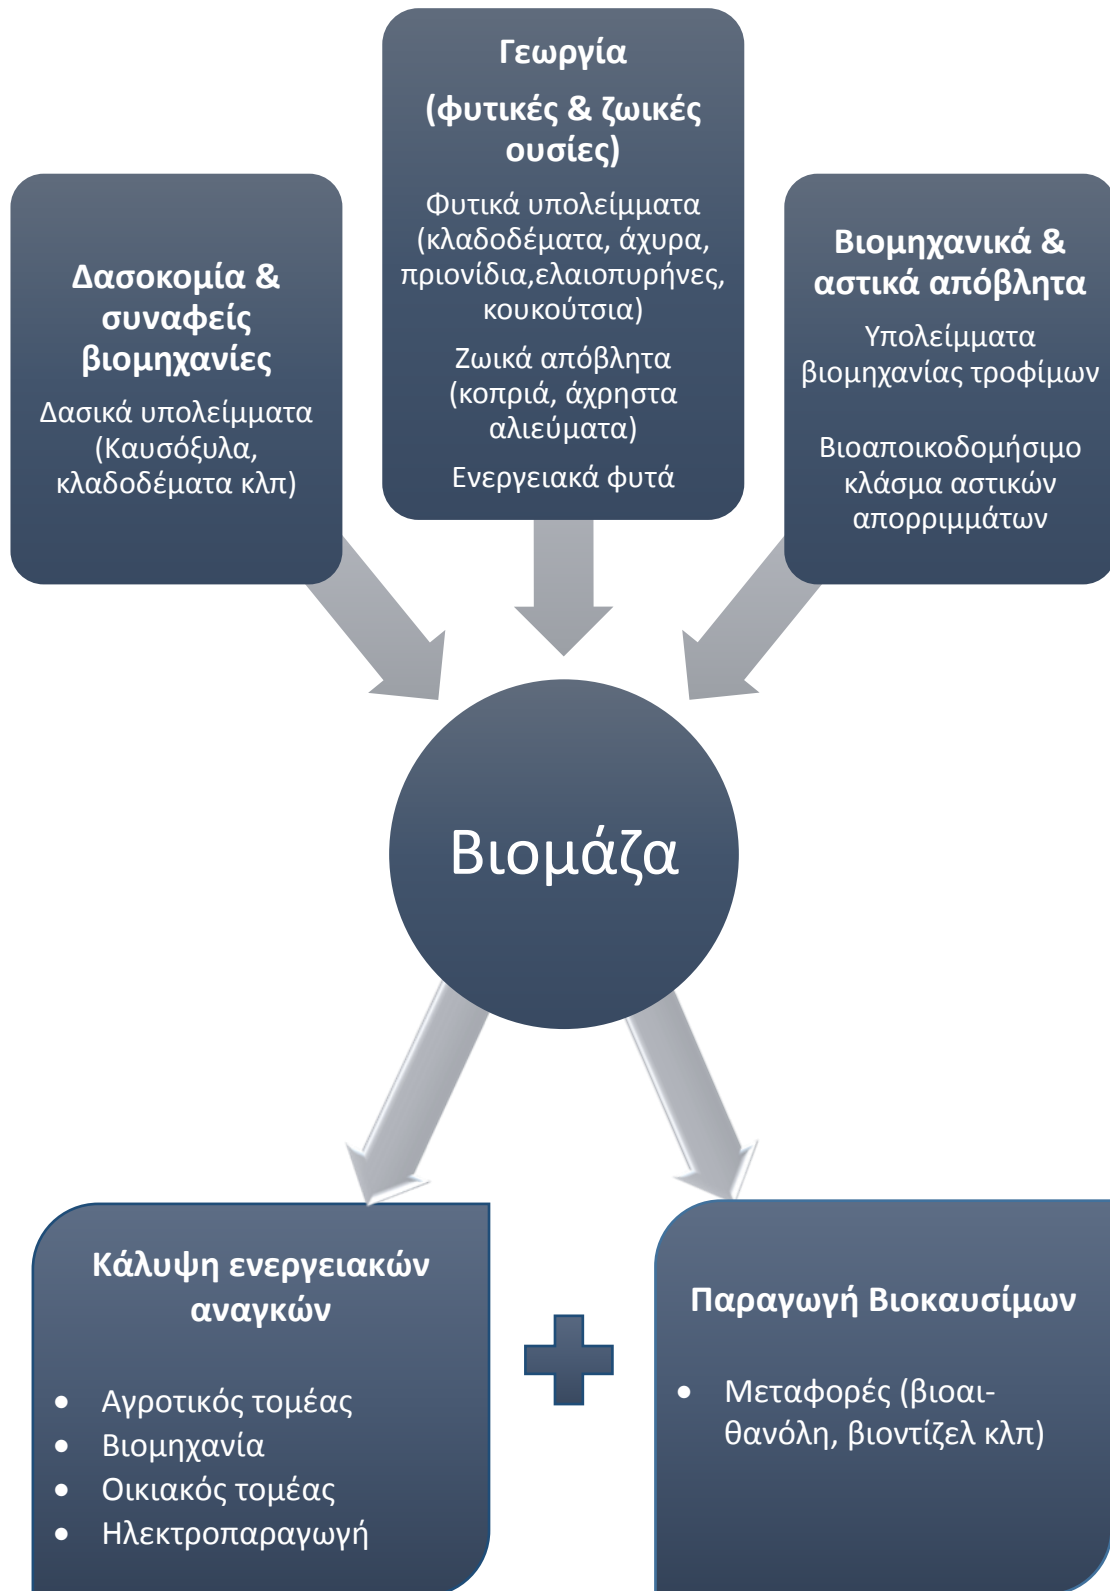 Γεωργία
(φυτικές & ζωικές
ουσίες)
Φυτικά υπολείμματα
(κλαδοδέματα, άχυρα,
πριονίδια,ελαιοπυρήνες,
κουκούτσια)
Ζωικά απόβλητα
(κοπριά, άχρηστα
αλιεύματα)
Ενεργειακά φυτά
Δασοκομία &
συναφείς
βιομηχανίες
Δασικά υπολείμματα
(Καυσόξυλα,
κλαδοδέματα κλπ)
Βιομηχανικά &
αστικά απόβλητα
Υπολείμματα
βιομηχανίας τροφίμων
Βιοαποικοδομήσιμο
κλάσμα αστικών
απορριμμάτων
Βιομάζα
Κάλυψη ενεργειακών
αναγκών
• Αγροτικός τομέας
• Βιομηχανία
• Οικιακός τομέας
• Ηλεκτροπαραγωγή
Παραγωγή Βιοκαυσίμων
• Μεταφορές (βιοαι-
θανόλη, βιοντίζελ κλπ)